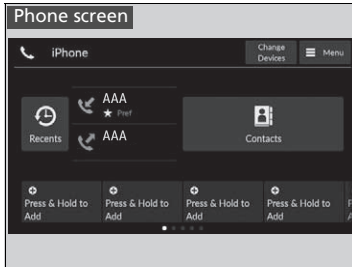 Phone screen
iPhone
Change
Devices
Menu
AAA
Pref
AAA
Recents
Contacts
Press & Hold to
Add
Press & Hold to
Add
Press & Hold to
Add
Press & Hold to
Add